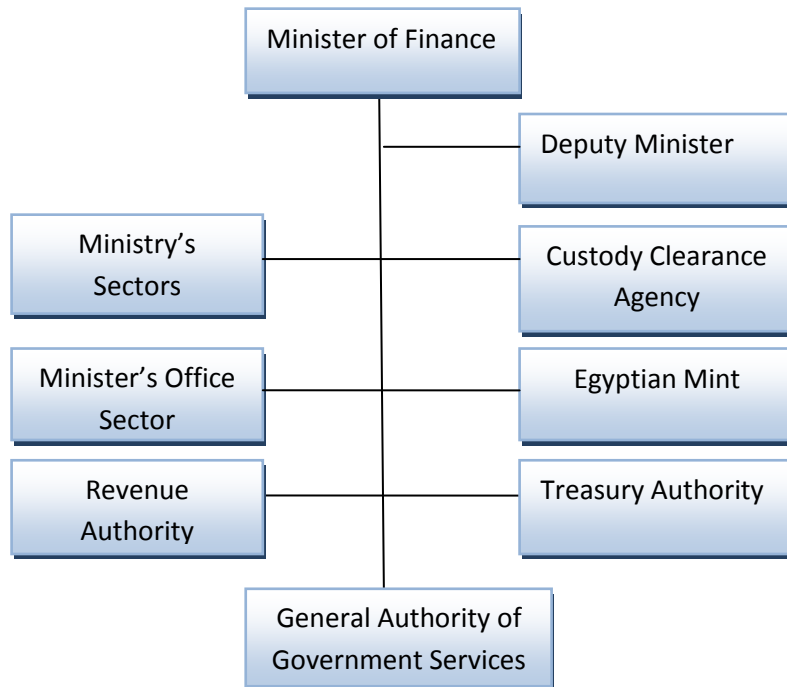 Minister of Finance
Deputy Minister
Ministry’s
Sectors
Custody Clearance
Agency
Minister’s Office
Sector
Egyptian Mint
Revenue
Authority
Treasury Authority
General Authority of
Government Services